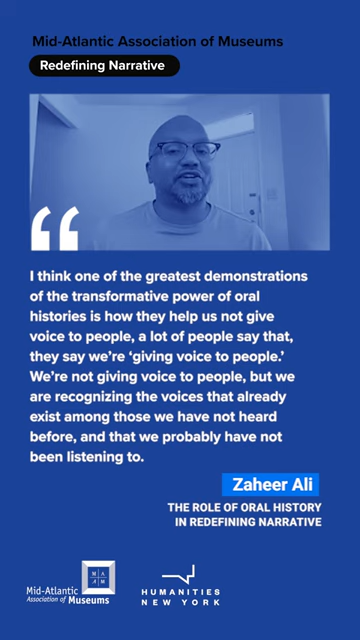 Mid-Atlantic Association of Museums
Redefining Narrative
“
I think one of the greatest demonstrations
of the transformative power of oral
histories is how they help us not give
voice to people, a lot of people say that,
they say we’re ‘giving voice to people.’
We’re not giving voice to people, but we
are recognizing the voices that already
exist among those we have not heard
before, and that we probably have not
been listening to.
Zaheer Ali
THE ROLE OF ORAL HISTORY
IN REDEFINING NARRATIVE
MA
AM
Mid-Atlantic
Association of Museums
HUMANITIES
NEW YORK